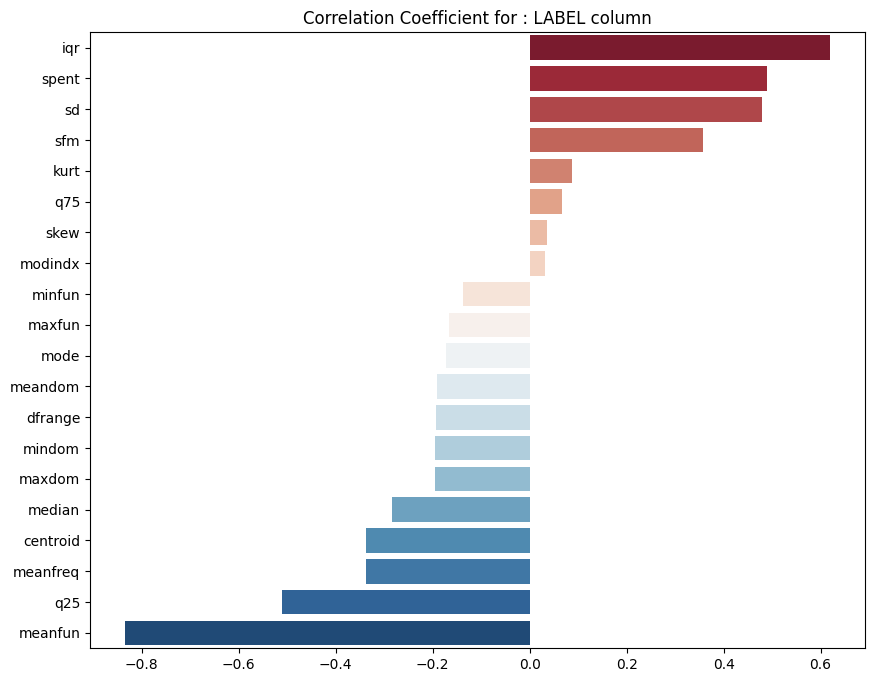 Correlation Coefficient for : LABEL column
iqr
spent
sd
sfm
kurt
q75
skew
modindx
minfun
maxfun
mode
meandom
dfrange
mindom
maxdom
median
centroid
meanfreq
q25
meanfun
−0.8 −0.6 −0.4 −0.2 0.0 0.2 0.4 0.6